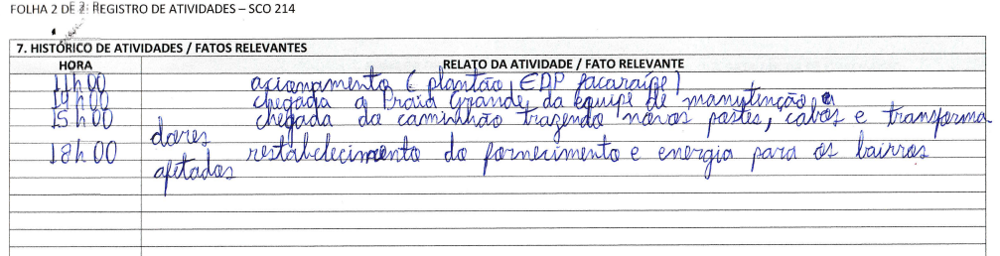 FOLHA 2 DE 2: REGISTRO DE ATIVIDADES – SCO 214
7. HISTÓRICO DE ATIVIDADES / FATOS RELEVANTES
HORA RELATO DA ATIVIDADE / FATO RELEVANTE
11h00 acionamento ( plantão EDP Jacaraípe)
14h00 chegada a Praia Grande, da equipe de manutinção,
15h00 chegada do caminhão trazendo novos postes, cabos e transforma
dores
18h00 restabelecimento do fornecimento e energia para os bairros
afetados